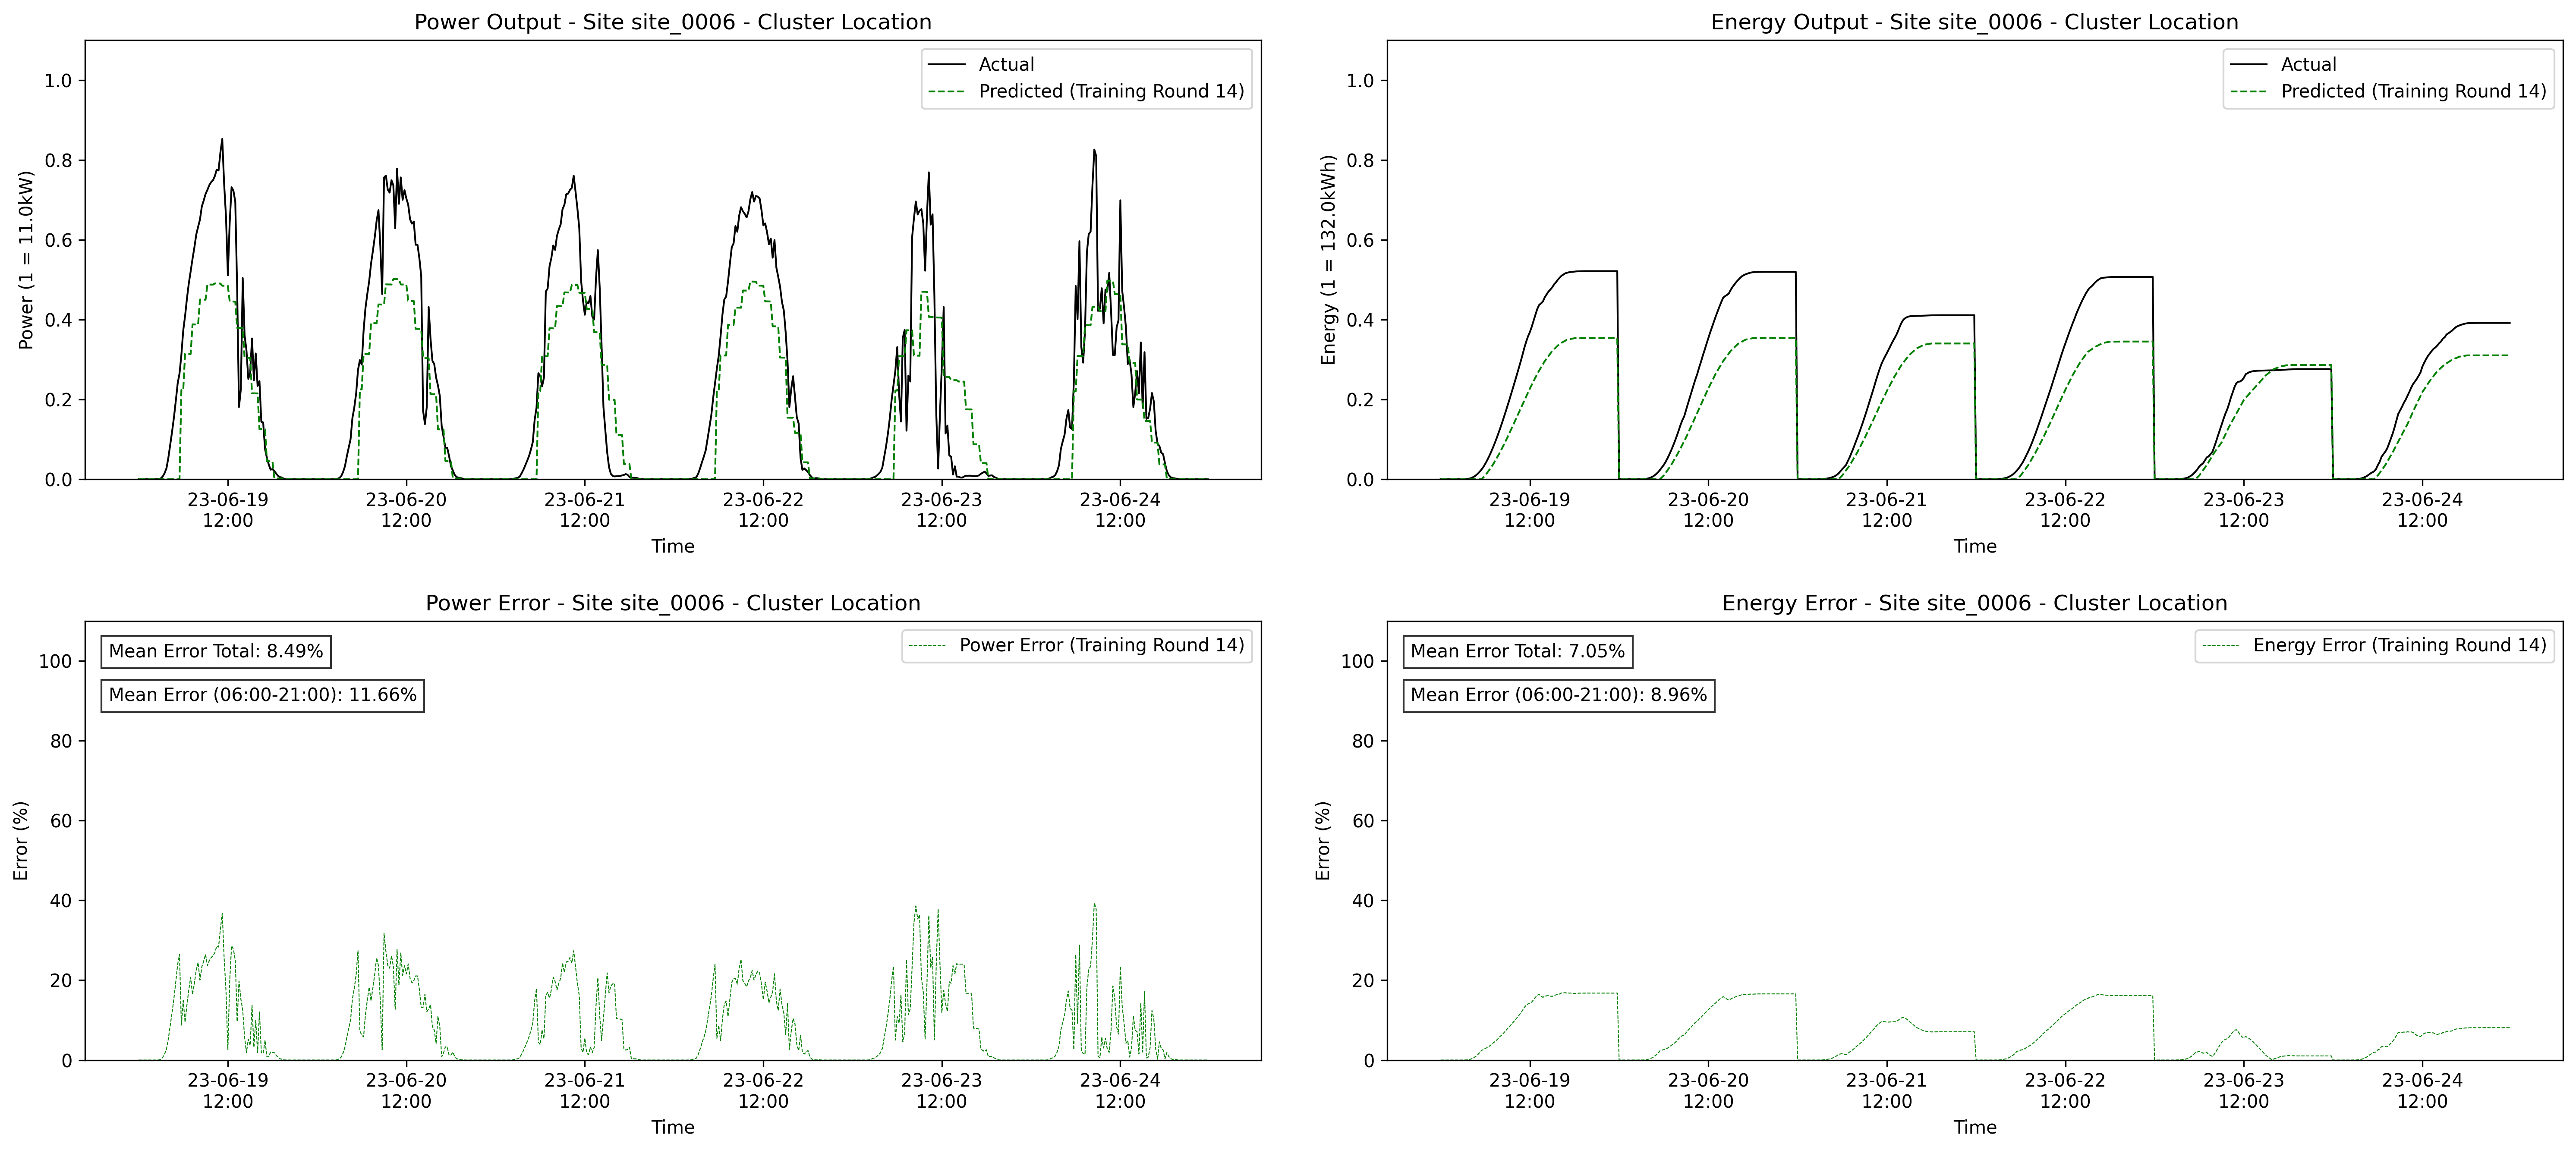 Power Output - Site site_0006 - Cluster Location
Actual
Predicted (Training Round 14)
Power (1 = 11.0kW)
1.0
0.8
0.6
0.4
0.2
0.0
23-06-19 23-06-20 23-06-21 23-06-22 23-06-23 23-06-24
12:00 12:00 12:00 12:00 12:00 12:00
Time
Energy Output - Site site_0006 - Cluster Location
Actual
Predicted (Training Round 14)
Energy (1 = 132.0kWh)
1.0
0.8
0.6
0.4
0.2
0.0
23-06-19 23-06-20 23-06-21 23-06-22 23-06-23 23-06-24
12:00 12:00 12:00 12:00 12:00 12:00
Time
Power Error - Site site_0006 - Cluster Location
Mean Error Total: 8.49%
Mean Error (06:00-21:00): 11.66%
Power Error (Training Round 14)
Error (%)
100
80
60
40
20
0
23-06-19 23-06-20 23-06-21 23-06-22 23-06-23 23-06-24
12:00 12:00 12:00 12:00 12:00 12:00
Time
Energy Error - Site site_0006 - Cluster Location
Mean Error Total: 7.05%
Mean Error (06:00-21:00): 8.96%
Energy Error (Training Round 14)
Error (%)
100
80
60
40
20
0
23-06-19 23-06-20 23-06-21 23-06-22 23-06-23 23-06-24
12:00 12:00 12:00 12:00 12:00 12:00
Time